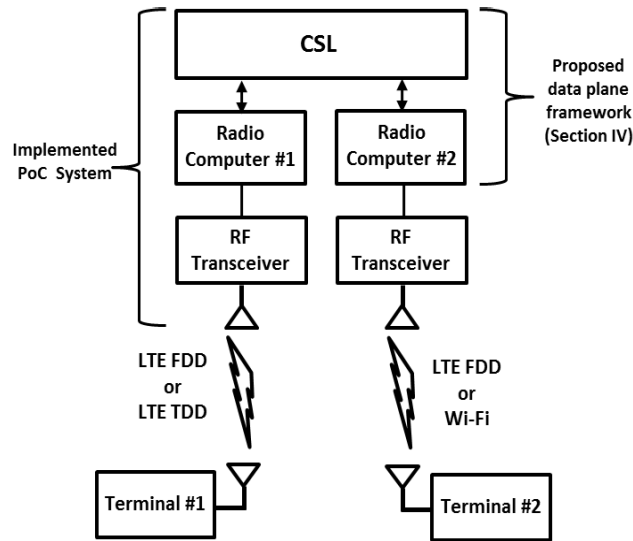 CSL
Proposed
data plane
framework
(Section IV)
Implemented
PoC System
Radio
Computer #1
Radio
Computer #2
RF
Transceiver
RF
Transceiver
LTE FDD
or
LTE TDD
LTE FDD
or
Wi-Fi
Terminal #1
Terminal #2